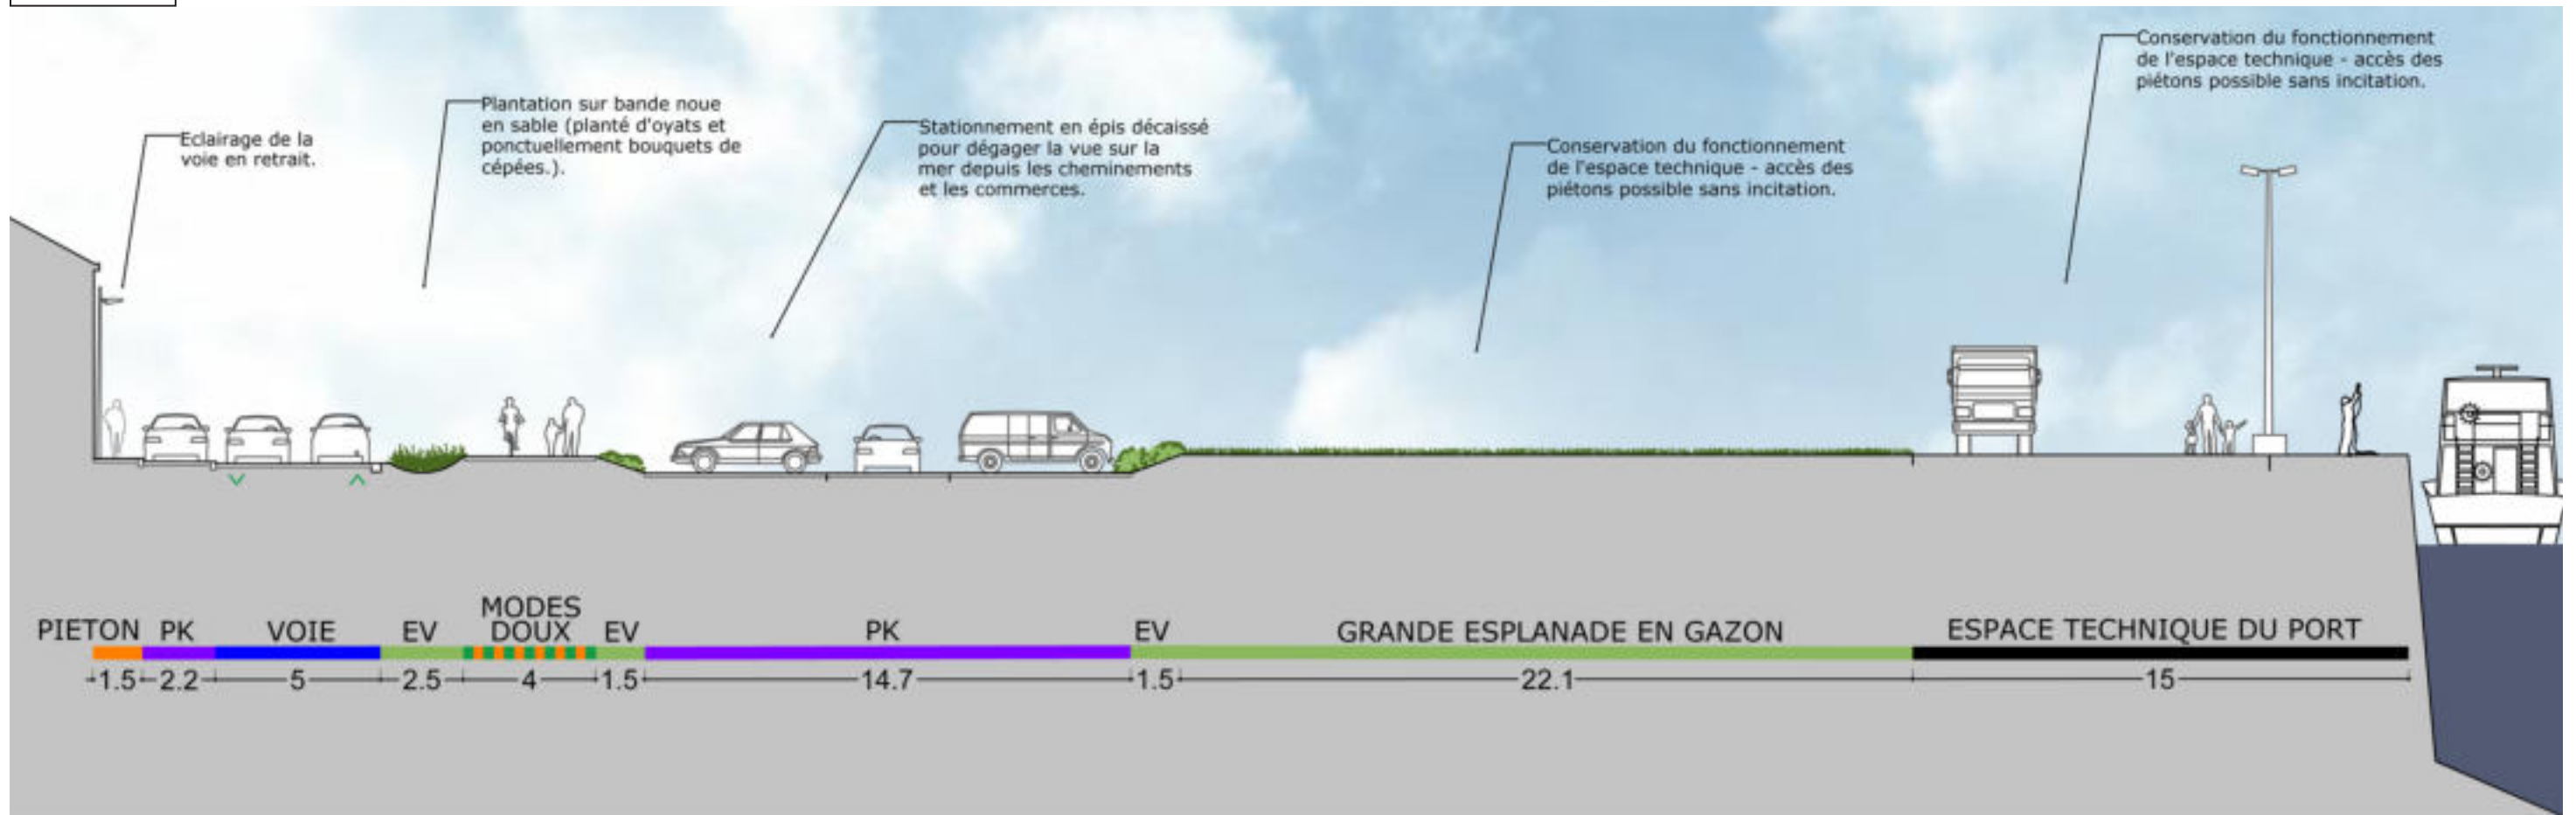 Eclairage de la
voie en retrait.
Plantation sur bande noue
en sable (planté d'oyats et
ponctuellement bouquets de
cépées.).
Stationnement en épis décaissé
pour dégager la vue sur la
mer depuis les cheminements
et les commerces.
Conservation du fonctionnement
de l'espace technique - accès des
piétons possible sans incitation.
Conservation du fonctionnement
de l'espace technique - accès des
piétons possible sans incitation.
PIETON PK VOIE EV MODES
DOUX EV PK EV GRANDE ESPLANADE EN GAZON ESPACE TECHNIQUE DU PORT
1.5 2.2 5 2.5 4 1.5 14.7 1.5 22.1 15